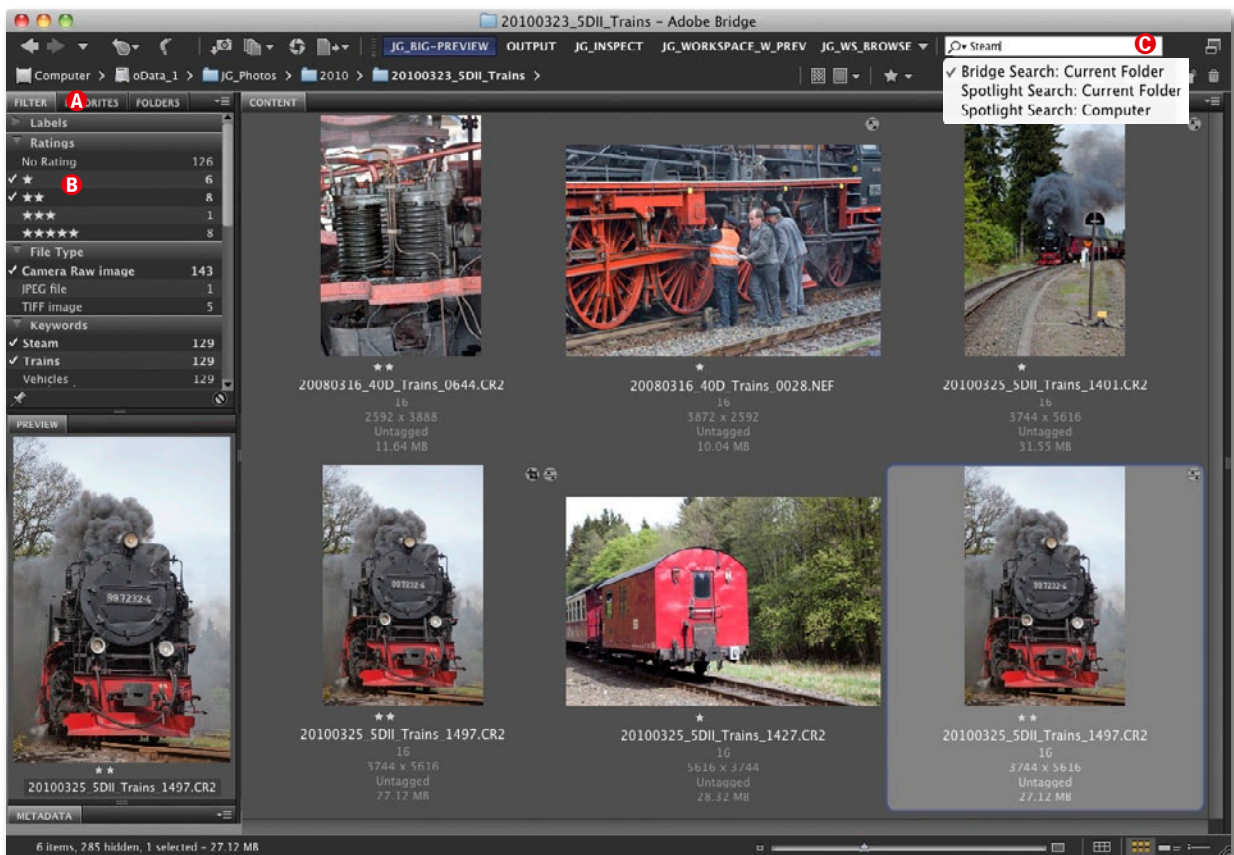 20100323_5DII_Trains – Adobe Bridge
JG_BIG-PREVIEW OUTPUT JG_INSPECT JG_WORKSPACE_W_PREV JG_WS_BROWSE Steam C
Computer > oData_1 > JG_Photos > 2010 > 20100323_5DII_Trains >
✓ Bridge Search: Current Folder
Spotlight Search: Current Folder
Spotlight Search: Computer
FILTER A FOLDERS CONTENT
Labels
Ratings
No Rating 126
✓ ★ 6
B
✓ ★★ 8
★★★ 1
★★★★★ 8
File Type
✓ Camera Raw image 143
JPEG file 1
TIFF image 5
Keywords
✓ Steam 129
✓ Trains 129
Vehicles 129
PREVIEW
997232-4
★★
20100325_5DII_Trains_1497.CR2
METADATA
★★
20080316_40D_Trains_0644.CR2
16
2592 x 3888
Untagged
11.64 MB
★
20080316_40D_Trains_0028.NEF
16
3872 x 2592
Untagged
10.04 MB
★
20100325_5DII_Trains_1401.CR2
16
3744 x 5616
Untagged
31.55 MB
997232-4
★★
20100325_5DII_Trains_1497.CR2
16
3744 x 5616
Untagged
27.12 MB
★
20100325_5DII_Trains_1427.CR2
16
5616 x 3744
Untagged
28.32 MB
997232-4
★★
20100325_5DII_Trains_1497.CR2
16
3744 x 5616
Untagged
27.12 MB
6 items, 285 hidden, 1 selected – 27.12 MB